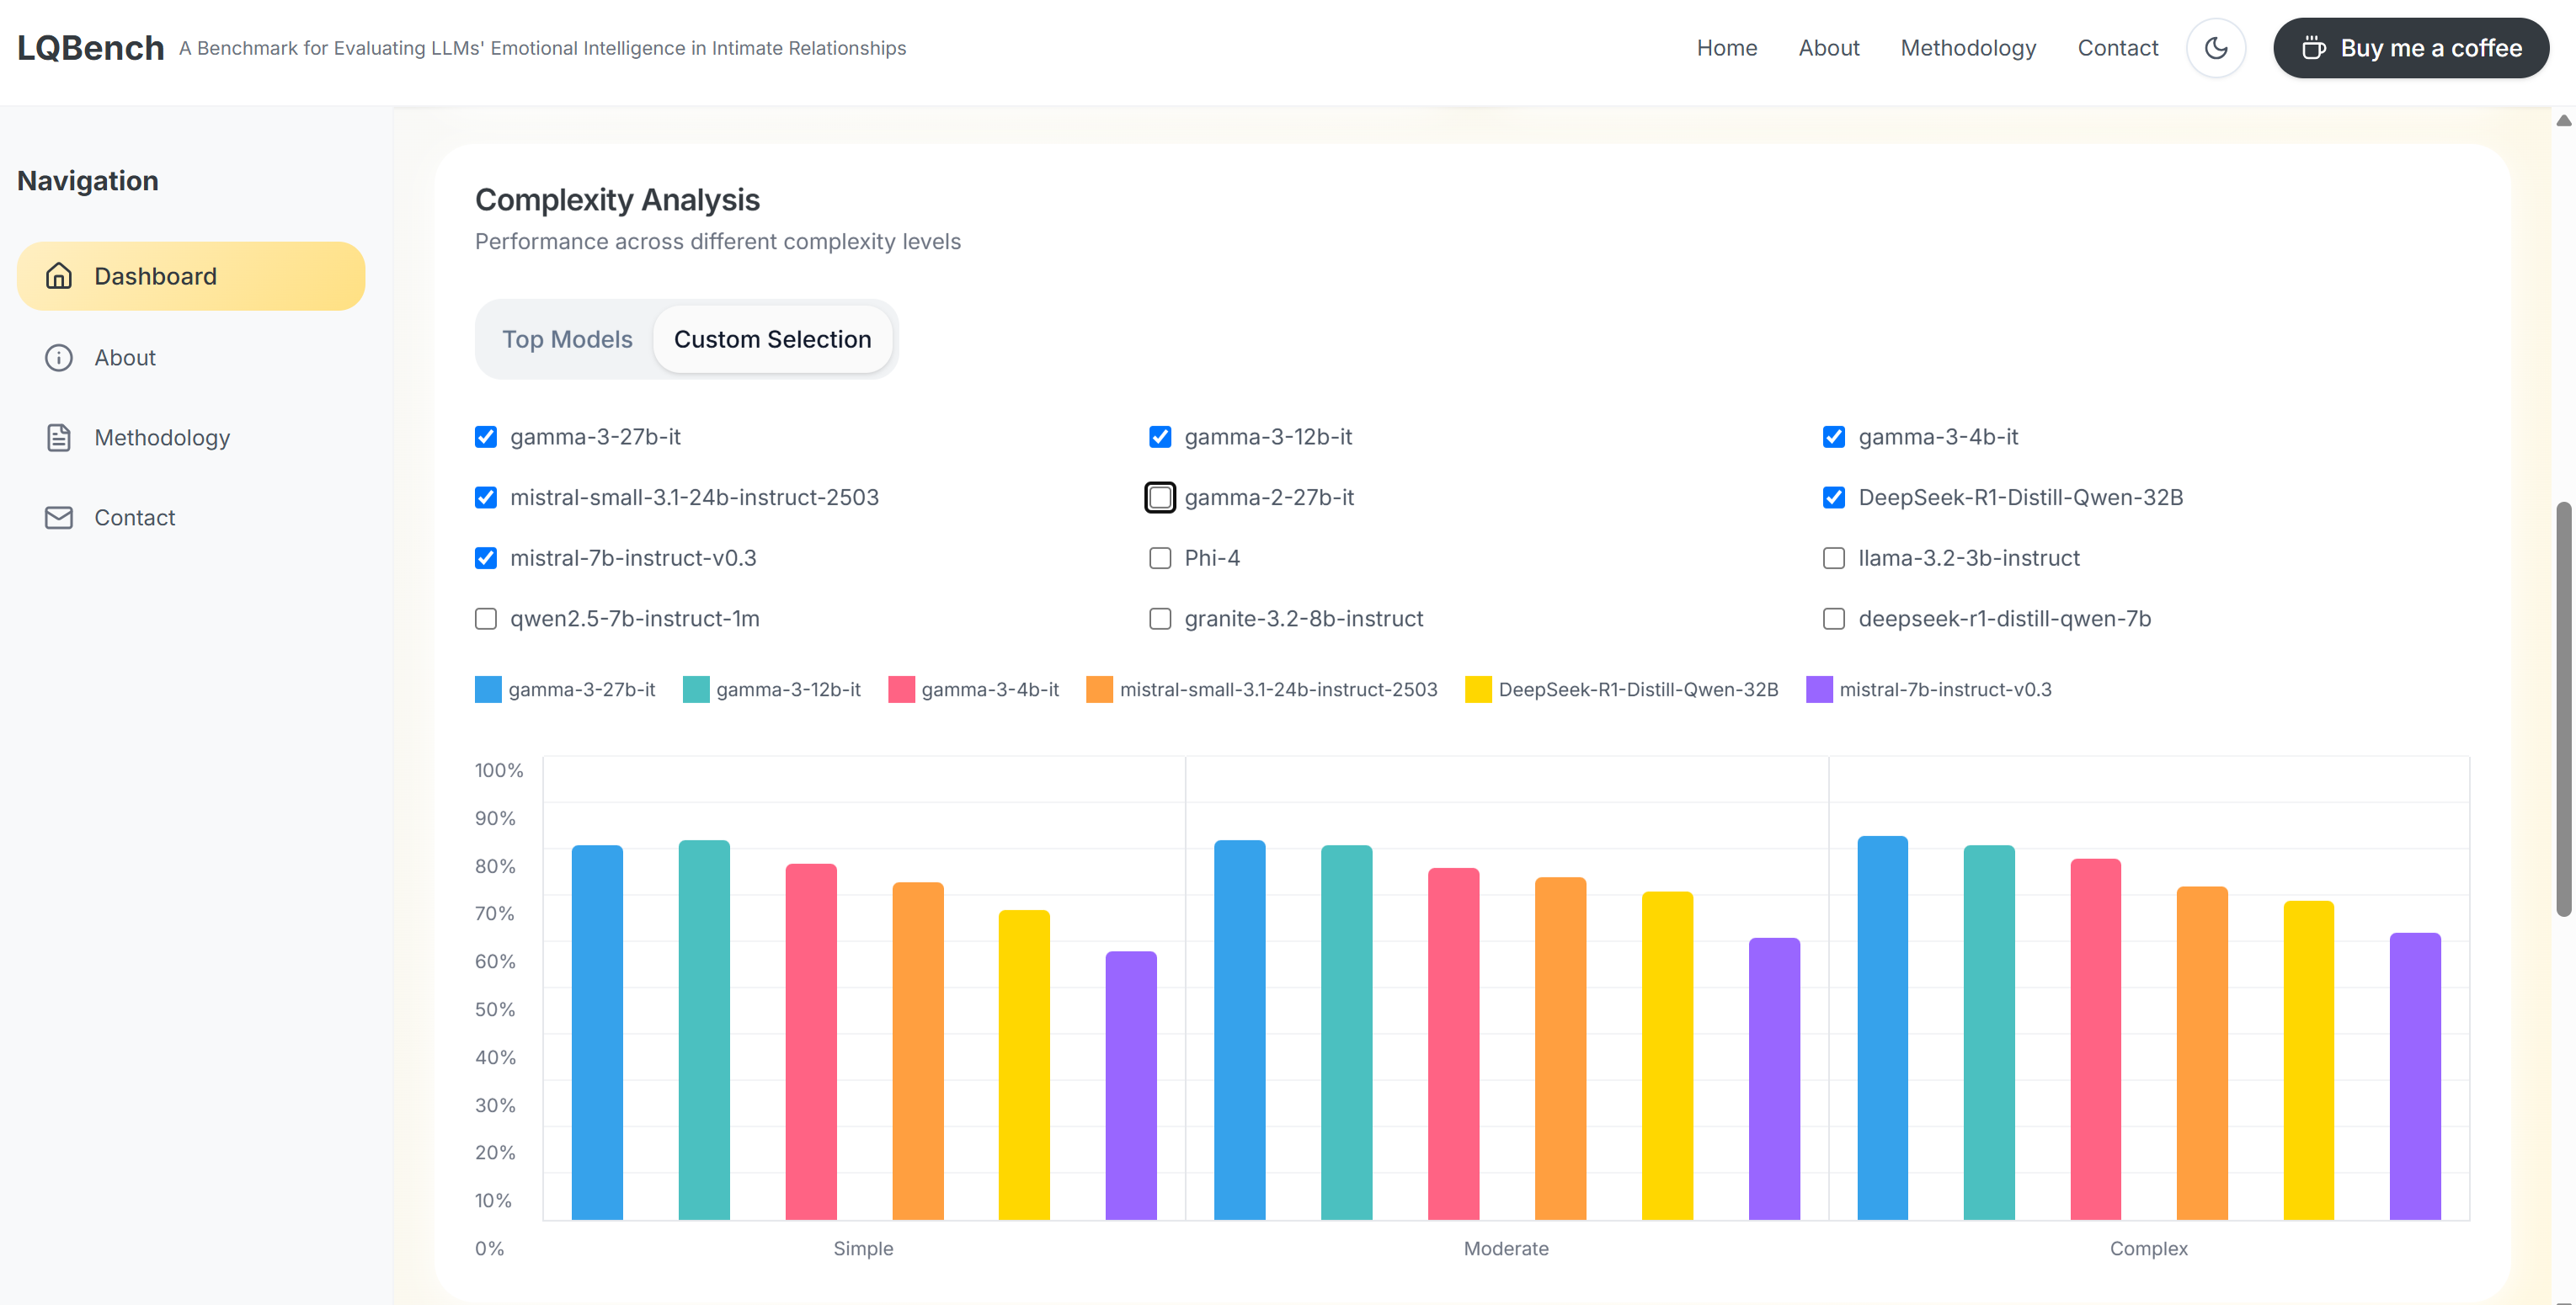 LQBench A Benchmark for Evaluating LLMs' Emotional Intelligence in Intimate Relationships
Home About Methodology Contact Buy me a coffee
Navigation
Dashboard
About
Methodology
Contact
Complexity Analysis
Performance across different complexity levels
Top Models Custom Selection
gamma-3-27b-it gamma-3-12b-it gamma-3-4b-it
mistral-small-3.1-24b-instruct-2503 gamma-2-27b-it DeepSeek-R1-Distill-Qwen-32B
mistral-7b-instruct-v0.3 Phi-4 llama-3.2-3b-instruct
qwen2.5-7b-instruct-1m granite-3.2-8b-instruct deepseek-r1-distill-qwen-7b
gamma-3-27b-it gamma-3-12b-it gamma-3-4b-it mistral-small-3.1-24b-instruct-2503 DeepSeek-R1-Distill-Qwen-32B mistral-7b-instruct-v0.3
100%
90%
80%
70%
60%
50%
40%
30%
20%
10%
0%
Simple Moderate Complex